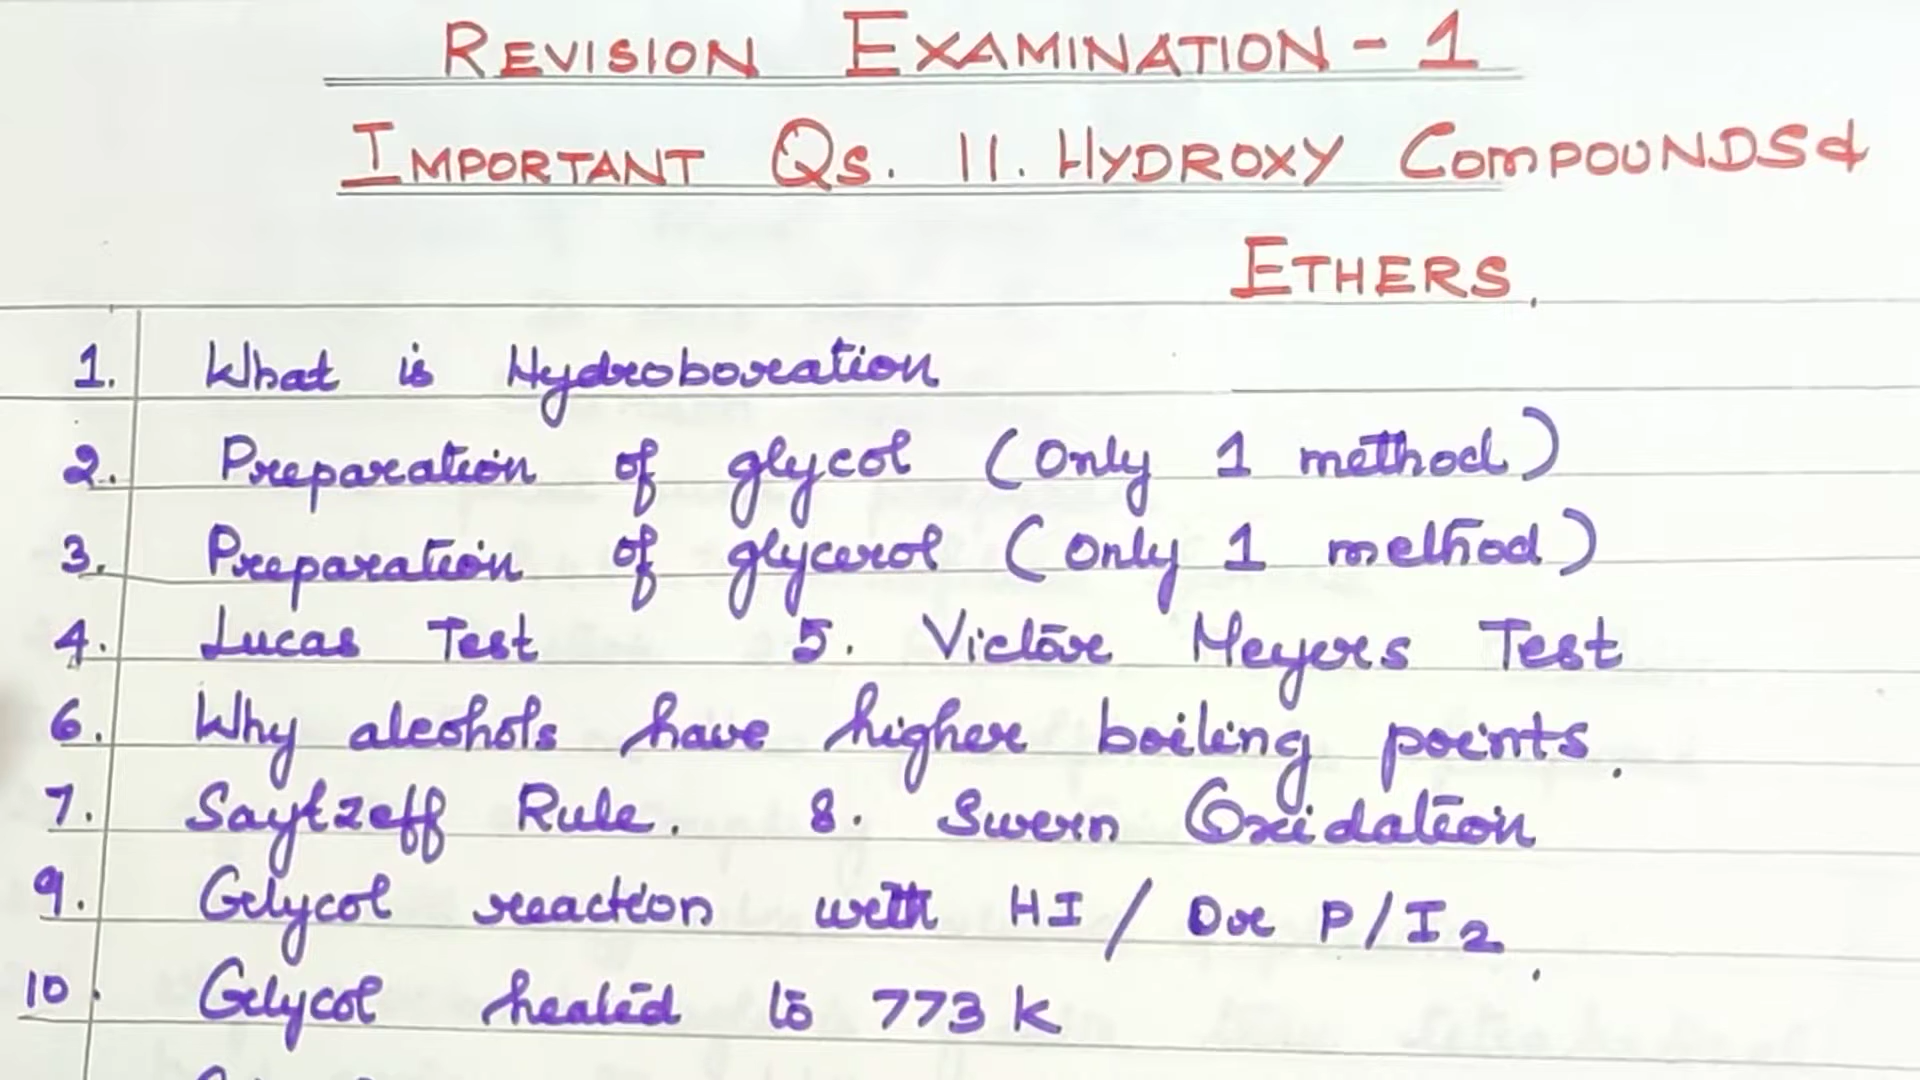 REVISION EXAMINATION - 1
IMPORTANT Qs. 11. HYDROXY COMPOUNDS &
ETHERS.
1. What is Hydroboration
2. Preparation of glycol (Only 1 method)
3. Preparation of glycerol (Only 1 method)
4. Lucas Test 5. Victor Meyers Test
6. Why alcohols have higher boiling points.
7. Saytzeff Rule. 8. Swern Oxidation
9. Glycol reaction with HI / Or P/I2.
10. Glycol heated to 773 K